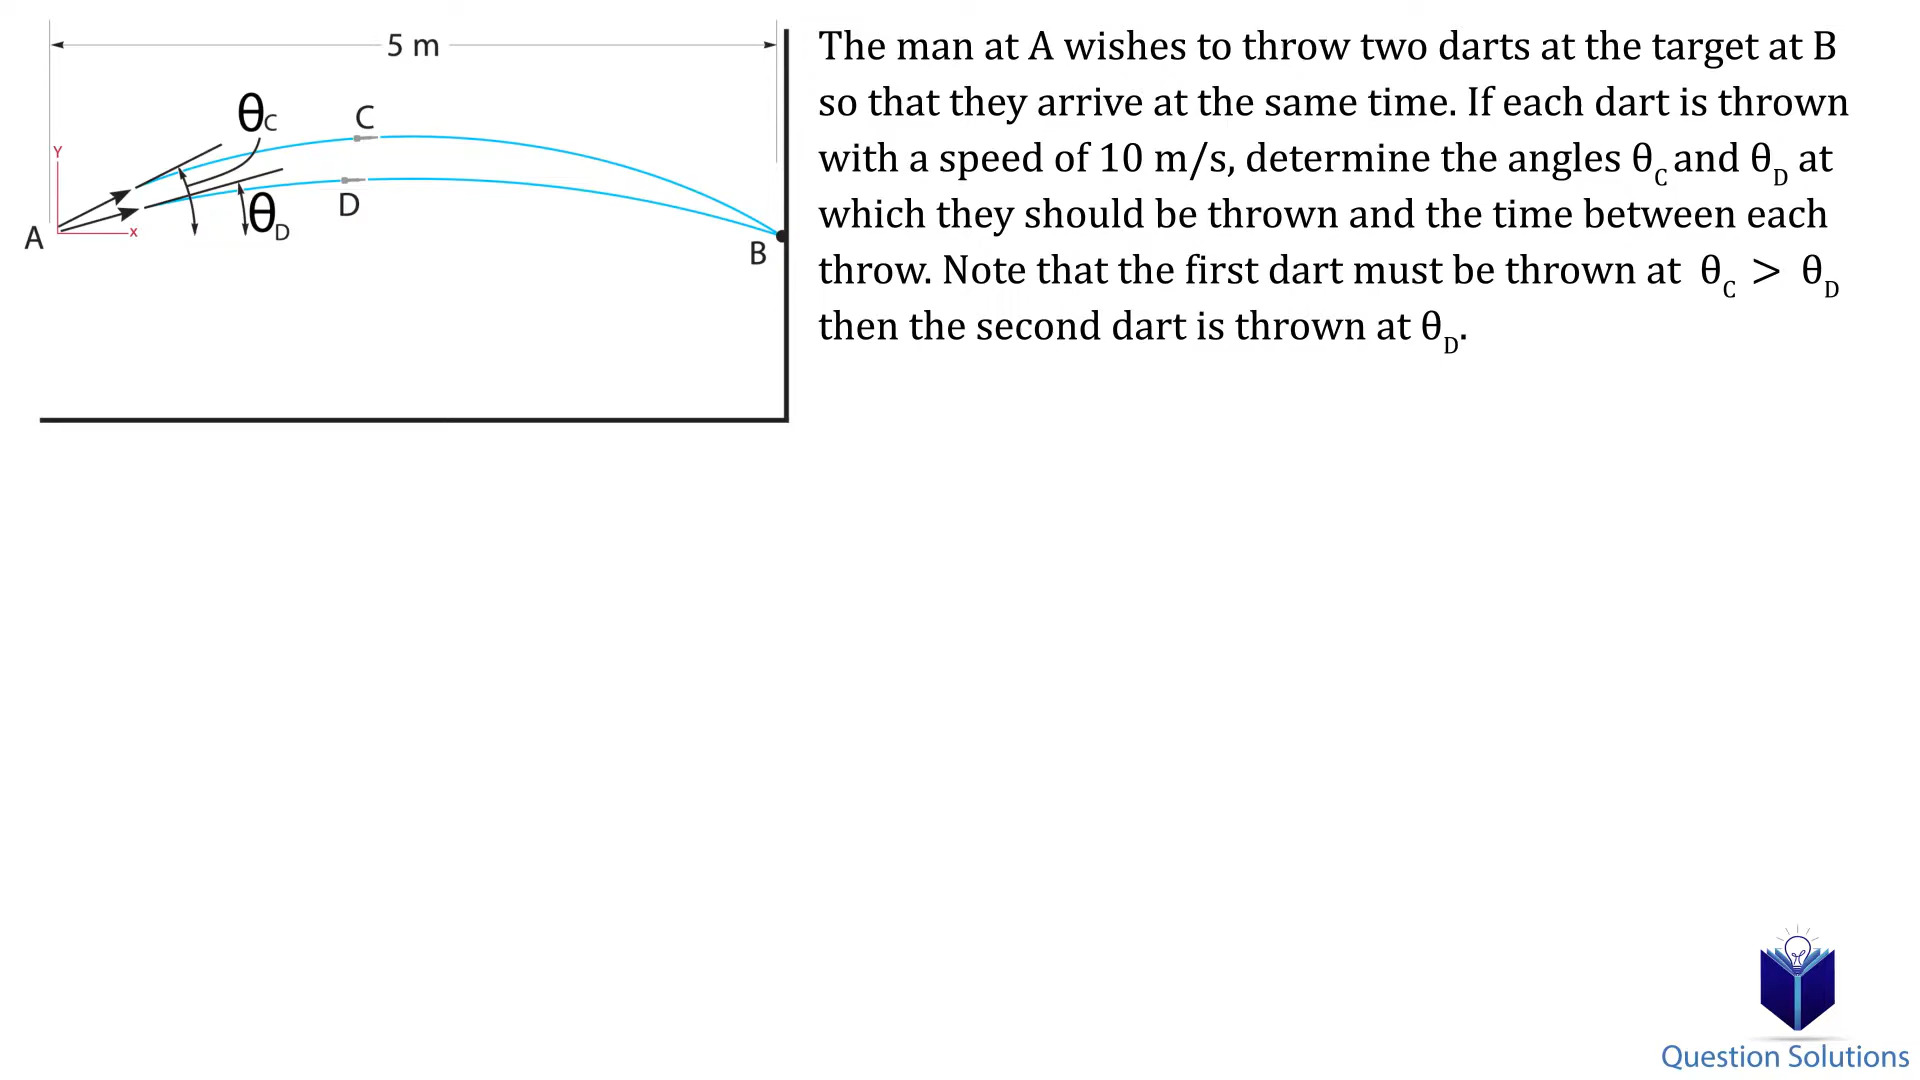 5 m
The man at A wishes to throw two darts at the target at B
so that they arrive at the same time. If each dart is thrown
with a speed of 10 m/s, determine the angles θC and θD at
which they should be thrown and the time between each
throw. Note that the first dart must be thrown at θC > θD
then the second dart is thrown at θD.
θC
C
Y
D
θD
A
x
B
Question Solutions